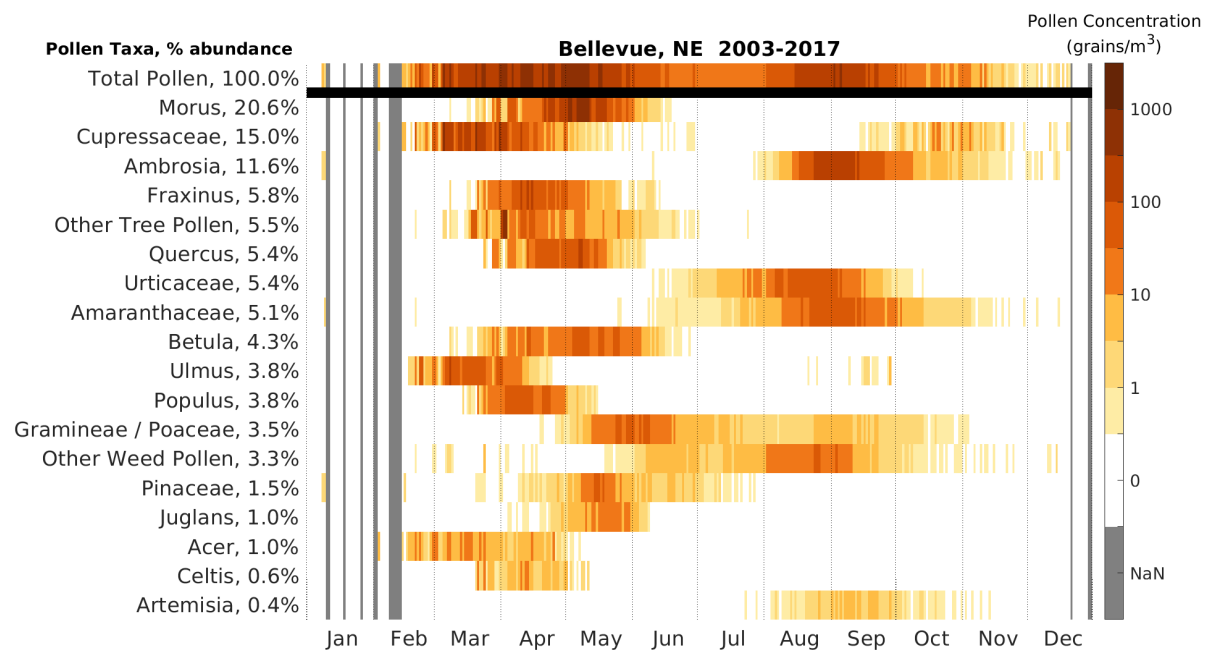 Pollen Concentration
(grains/m³)
Pollen Taxa, % abundance
Bellevue, NE 2003-2017
Total Pollen, 100.0%
Morus, 20.6%
Cupressaceae, 15.0%
Ambrosia, 11.6%
Fraxinus, 5.8%
Other Tree Pollen, 5.5%
Quercus, 5.4%
Urticaceae, 5.4%
Amaranthaceae, 5.1%
Betula, 4.3%
Ulmus, 3.8%
Populus, 3.8%
Gramineae / Poaceae, 3.5%
Other Weed Pollen, 3.3%
Pinaceae, 1.5%
Juglans, 1.0%
Acer, 1.0%
Celtis, 0.6%
Artemisia, 0.4%
Jan Feb Mar Apr May Jun Jul Aug Sep Oct Nov Dec
1000
100
10
1
0
NaN